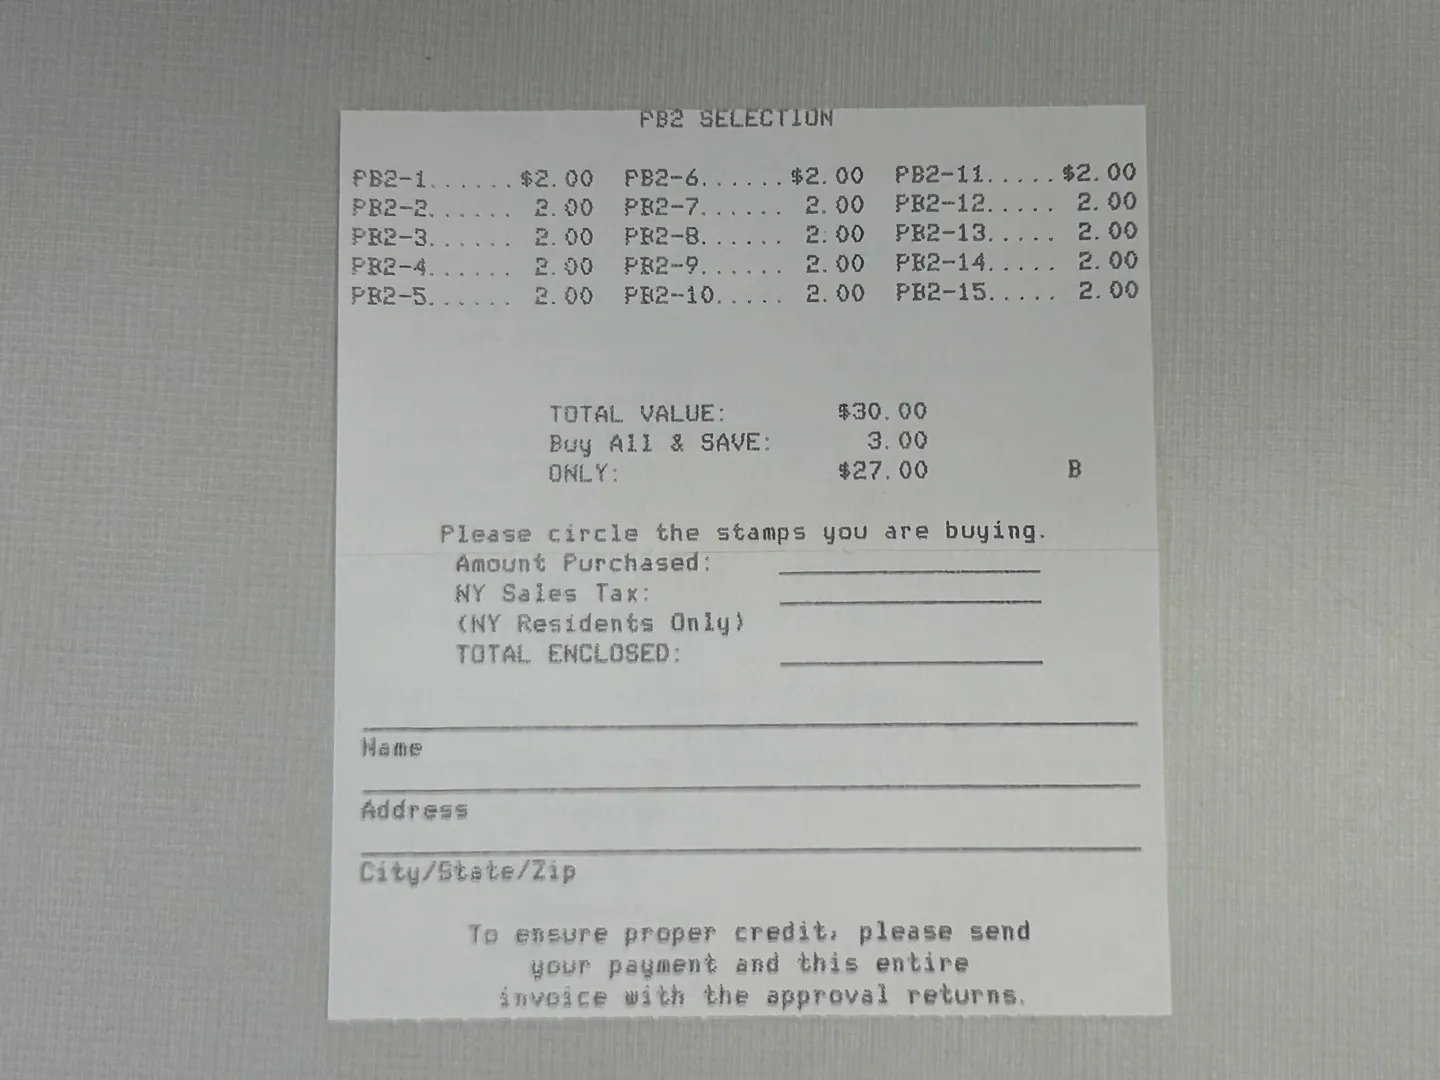 PB2 SELECTION
PB2-1......$2.00 PB2-6......$2.00 PB2-11.....$2.00
PB2-2...... 2.00 PB2-7...... 2.00 PB2-12..... 2.00
PB2-3...... 2.00 PB2-8...... 2.00 PB2-13..... 2.00
PB2-4...... 2.00 PB2-9...... 2.00 PB2-14..... 2.00
PB2-5...... 2.00 PB2-10..... 2.00 PB2-15..... 2.00
TOTAL VALUE: $30.00
Buy All & SAVE: 3.00
ONLY: $27.00 B
Please circle the stamps you are buying.
Amount Purchased:
NY Sales Tax:
(NY Residents Only)
TOTAL ENCLOSED:
Name
Address
City/State/Zip
To ensure proper credit, please send
your payment and this entire
invoice with the approval returns.